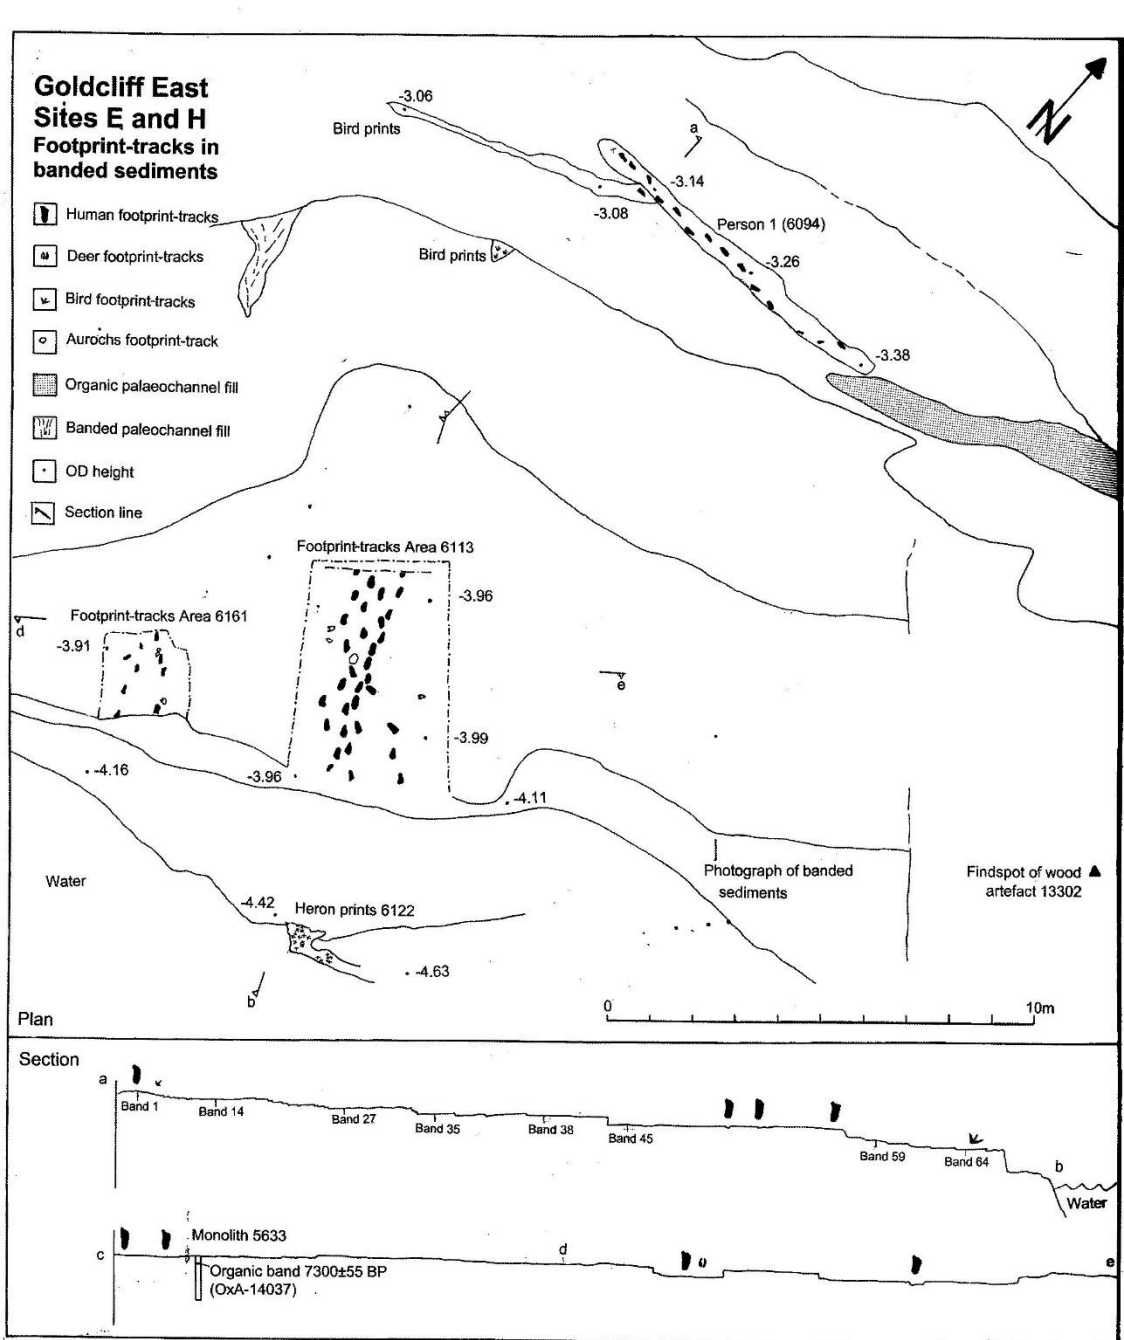 Goldcliff East
Sites E and H
Footprint-tracks in
banded sediments
Human footprint-tracks
Deer footprint-tracks
Bird footprint-tracks
Aurochs footprint-track
Organic palaeochannel fill
Banded paleochannel fill
OD height
Section line
N
-3.06
Bird prints
a
-3.14
-3.08
Person 1 (6094)
Bird prints
-3.26
-3.38
Footprint-tracks Area 6113
-3.96
Footprint-tracks Area 6161
d
-3.91
e
-3.99
-4.16
-3.96
-4.11
Photograph of banded
sediments
Findspot of wood
artefact 13302
Water
-4.42
Heron prints 6122
-4.63
b
0
10m
Plan
Section
a
Band 1
Band 14
Band 27
Band 35
Band 38
Band 45
Band 59
Band 64
b
Water
c
Monolith 5633
d
e
Organic band 7300±55 BP
(OxA-14037)